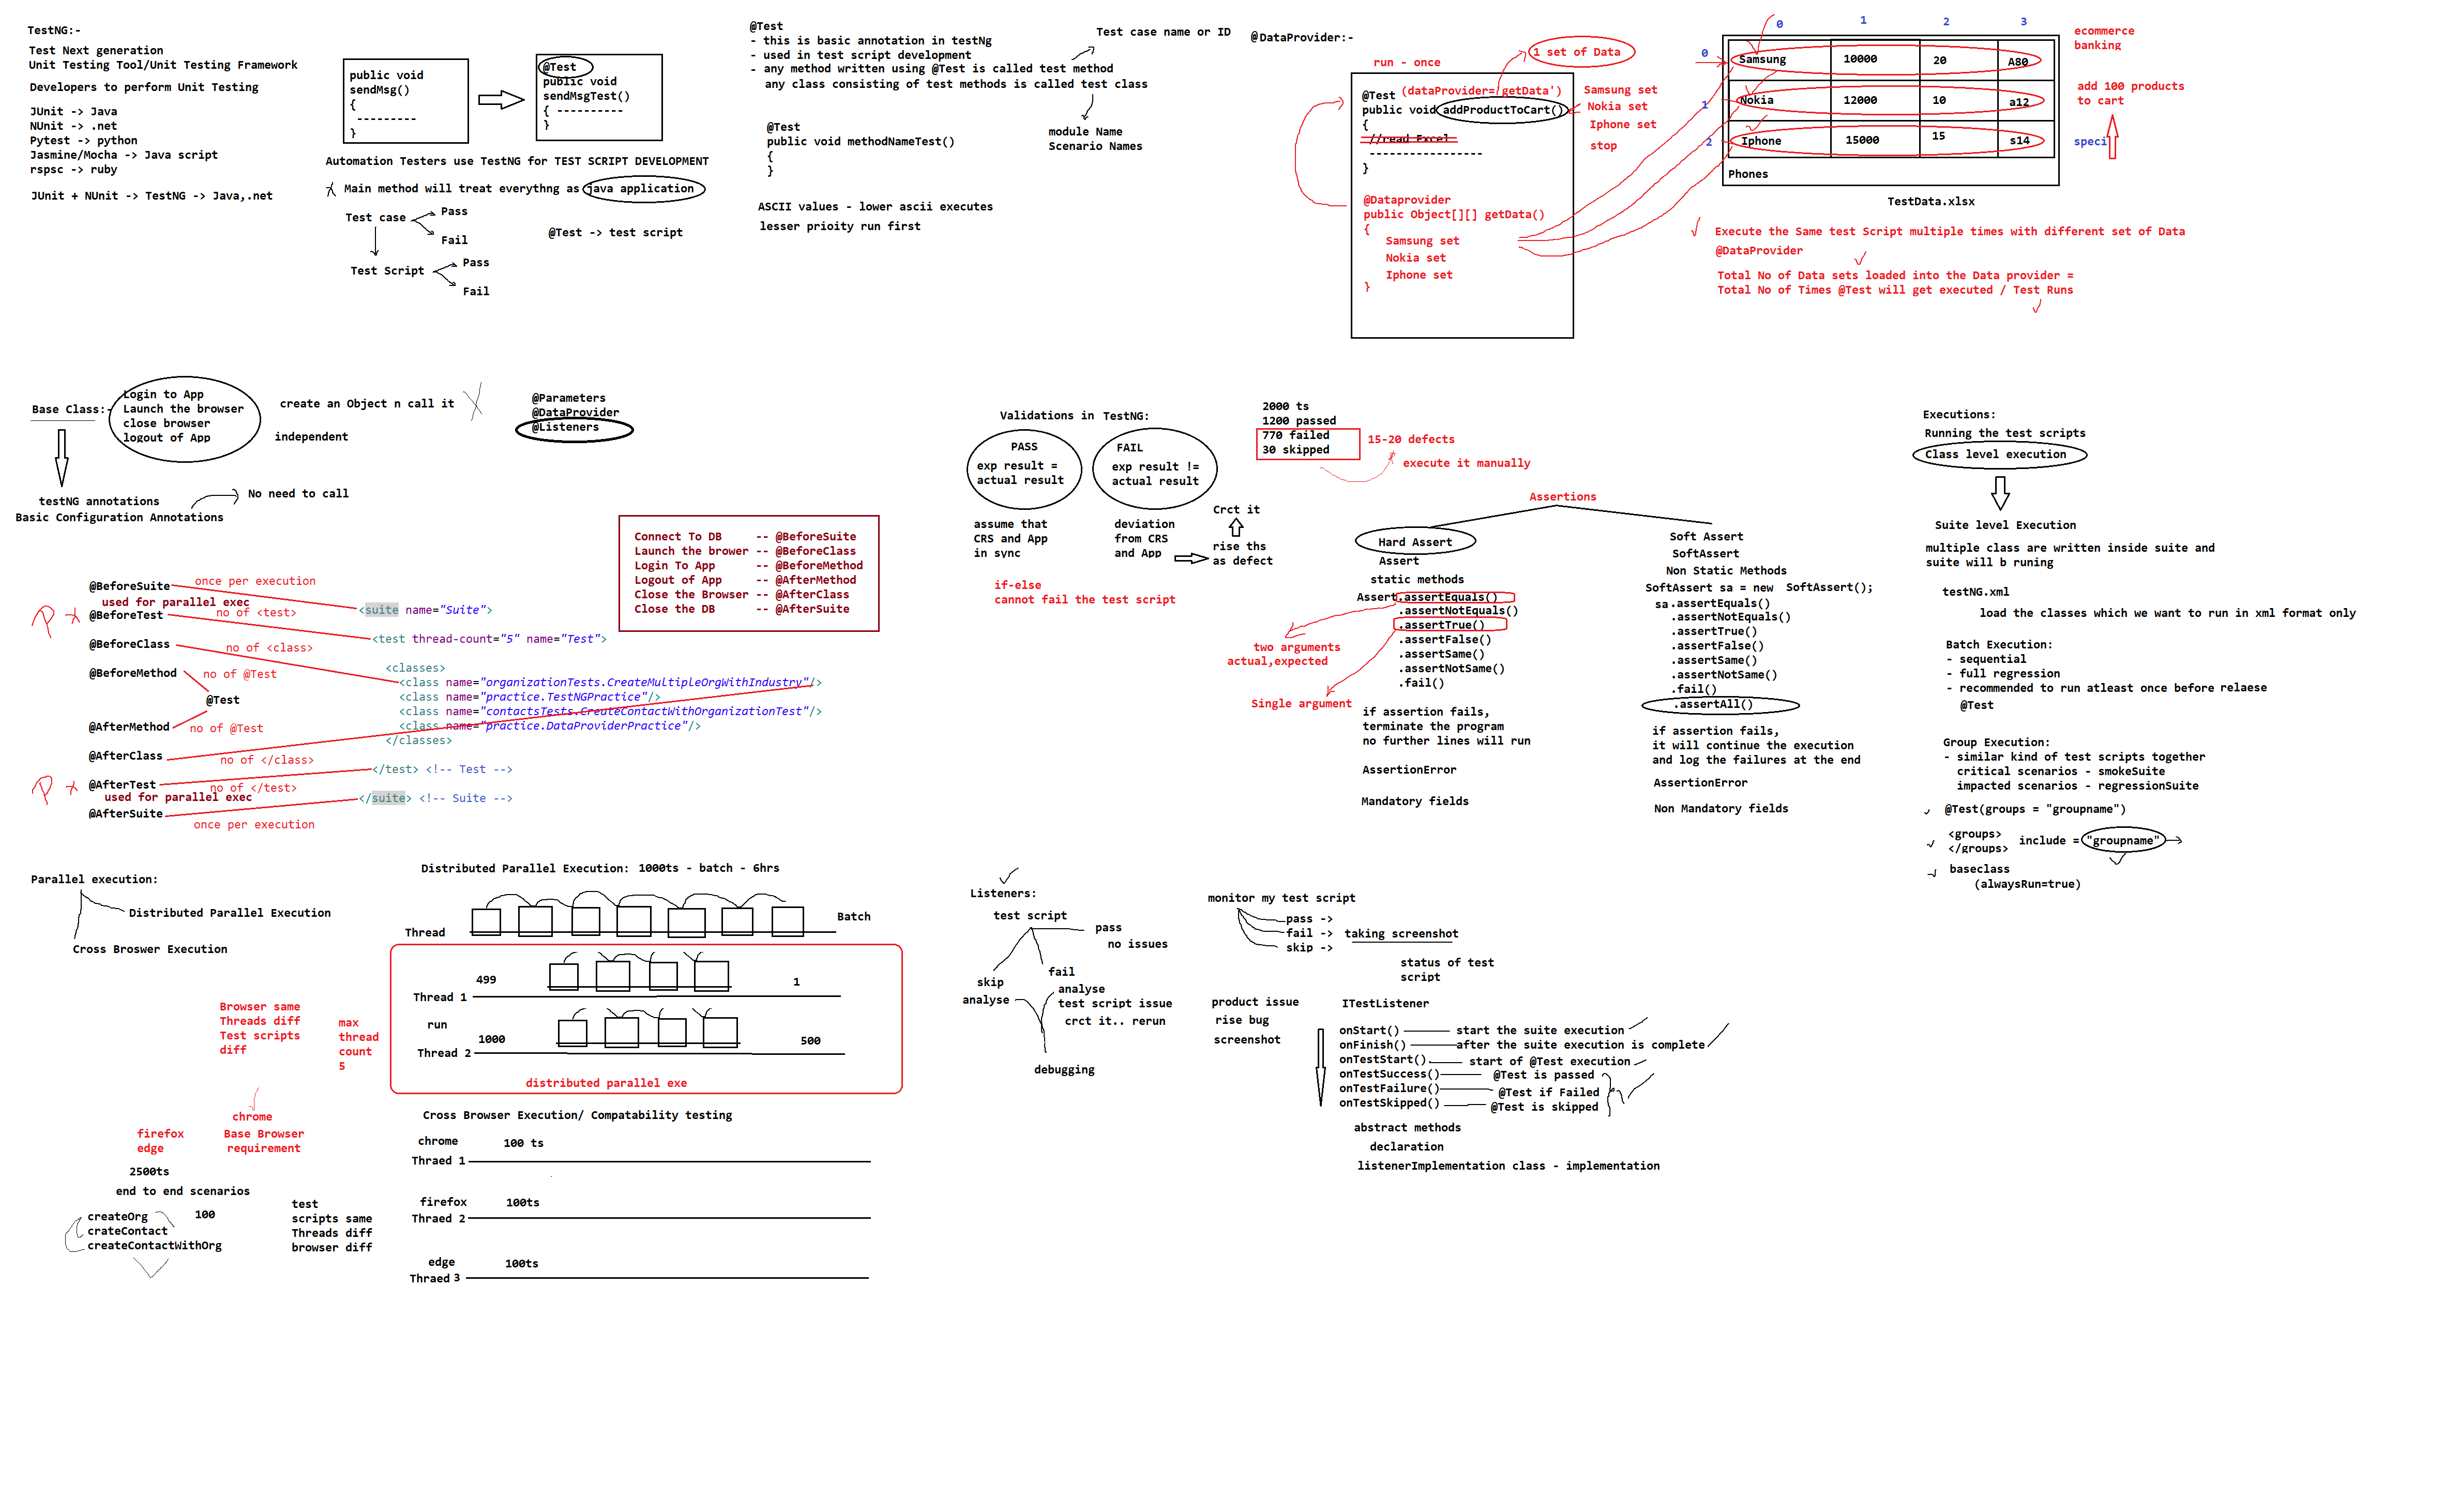 TestNG:-
Test Next generation
Unit Testing Tool/Unit Testing Framework
Developers to perform Unit Testing
JUnit -> Java
NUnit -> .net
Pytest -> python
Jasmine/Mocha -> Java script
rspsc -> ruby
JUnit + NUnit -> TestNG -> Java,.net
public void
sendMsg()
{
---------
}
@Test
public void
sendMsgTest()
{ ----------
}
Automation Testers use TestNG for TEST SCRIPT DEVELOPMENT
Main method will treat everythng as java application
Test case
Pass
Fail
@Test -> test script
Test Script
Pass
Fail
@Test
- this is basic annotation in testNg
- used in test script development
- any method written using @Test is called test method
any class consisting of test methods is called test class
Test case name or ID
@Test
public void methodNameTest()
{
}
module Name
Scenario Names
ASCII values - lower ascii executes
lesser prioity run first
@DataProvider:-
run - once
1 set of Data
@Test (dataProvider='getData')
public void addProductToCart()
{
//read Excel
-----------------
}
@Dataprovider
public Object[][] getData()
{
Samsung set
Nokia set
Iphone set
}
Samsung set
Nokia set
Iphone set
stop
0 1 2 3
0 Samsung 10000 20 A80
1 Nokia 12000 10 a12
2 Iphone 15000 15 s14
Phones
TestData.xlsx
ecommerce
banking
add 100 products
to cart
speci
Execute the Same test Script multiple times with different set of Data
@DataProvider
Total No of Data sets loaded into the Data provider =
Total No of Times @Test will get executed / Test Runs
Base Class:-
Login to App
Launch the browser
close browser
logout of App
create an Object n call it
independent
@Parameters
@DataProvider
@Listeners
testNG annotations
Basic Configuration Annotations
No need to call
Connect To DB -- @BeforeSuite
Launch the brower -- @BeforeClass
Login To App -- @BeforeMethod
Logout of App -- @AfterMethod
Close the Browser -- @AfterClass
Close the DB -- @AfterSuite
@BeforeSuite
once per execution
used for parallel exec
@BeforeTest
no of <test>
@BeforeClass
no of <class>
@BeforeMethod
no of @Test
@Test
@AfterMethod
no of @Test
@AfterClass
no of </class>
@AfterTest
no of </test>
used for parallel exec
@AfterSuite
once per execution
<suite name="Suite">
<test thread-count="5" name="Test">
<classes>
<class name="organizationTests.CreateMultipleOrgWithIndustry"/>
<class name="practice.TestNGPractice"/>
<class name="contactsTests.CreateContactWithOrganizationTest"/>
<class name="practice.DataProviderPractice"/>
</classes>
</test> <!-- Test -->
</suite> <!-- Suite -->
Validations in TestNG:
PASS
exp result =
actual result
FAIL
exp result !=
actual result
assume that
CRS and App
in sync
deviation
from CRS
and App
Crct it
rise ths
as defect
if-else
cannot fail the test script
2000 ts
1200 passed
770 failed
30 skipped
15-20 defects
execute it manually
Assertions
Hard Assert
Assert
static methods
Assert.assertEquals()
.assertNotEquals()
.assertTrue()
.assertFalse()
.assertSame()
.assertNotSame()
.fail()
two arguments
actual,expected
Single argument
if assertion fails,
terminate the program
no further lines will run
AssertionError
Mandatory fields
Soft Assert
SoftAssert
Non Static Methods
SoftAssert sa = new SoftAssert();
sa.assertEquals()
.assertNotEquals()
.assertTrue()
.assertFalse()
.assertSame()
.assertNotSame()
.fail()
.assertAll()
if assertion fails,
it will continue the execution
and log the failures at the end
AssertionError
Non Mandatory fields
Executions:
Running the test scripts
Class level execution
Suite level Execution
multiple class are written inside suite and
suite will b runing
testNG.xml
load the classes which we want to run in xml format only
Batch Execution:
- sequential
- full regression
- recommended to run atleast once before relaese
@Test
Group Execution:
- similar kind of test scripts together
critical scenarios - smokeSuite
impacted scenarios - regressionSuite
@Test(groups = "groupname")
<groups>
</groups>
include = "groupname"
baseclass
(alwaysRun=true)
Parallel execution:
Distributed Parallel Execution
Cross Broswer Execution
Distributed Parallel Execution: 1000ts - batch - 6hrs
Thread
Batch
499
1
Thread 1
run
1000
500
Thread 2
distributed parallel exe
Browser same
Threads diff
Test scripts
diff
max
thread
count
5
chrome
firefox
edge
Base Browser
requirement
2500ts
end to end scenarios
createOrg
crateContact
createContactWithOrg
100
test
scripts same
Threads diff
browser diff
Cross Browser Execution/ Compatability testing
chrome
100 ts
Thraed 1
firefox
100ts
Thraed 2
edge
100ts
Thraed 3
Listeners:
test script
pass
no issues
skip
analyse
fail
analyse
test script issue
crct it.. rerun
debugging
monitor my test script
pass ->
fail ->
skip ->
taking screenshot
status of test
script
product issue
rise bug
screenshot
ITestListener
onStart() start the suite execution
onFinish() after the suite execution is complete
onTestStart() start of @Test execution
onTestSuccess() @Test is passed
onTestFailure() @Test if Failed
onTestSkipped() @Test is skipped
abstract methods
declaration
listenerImplementation class - implementation